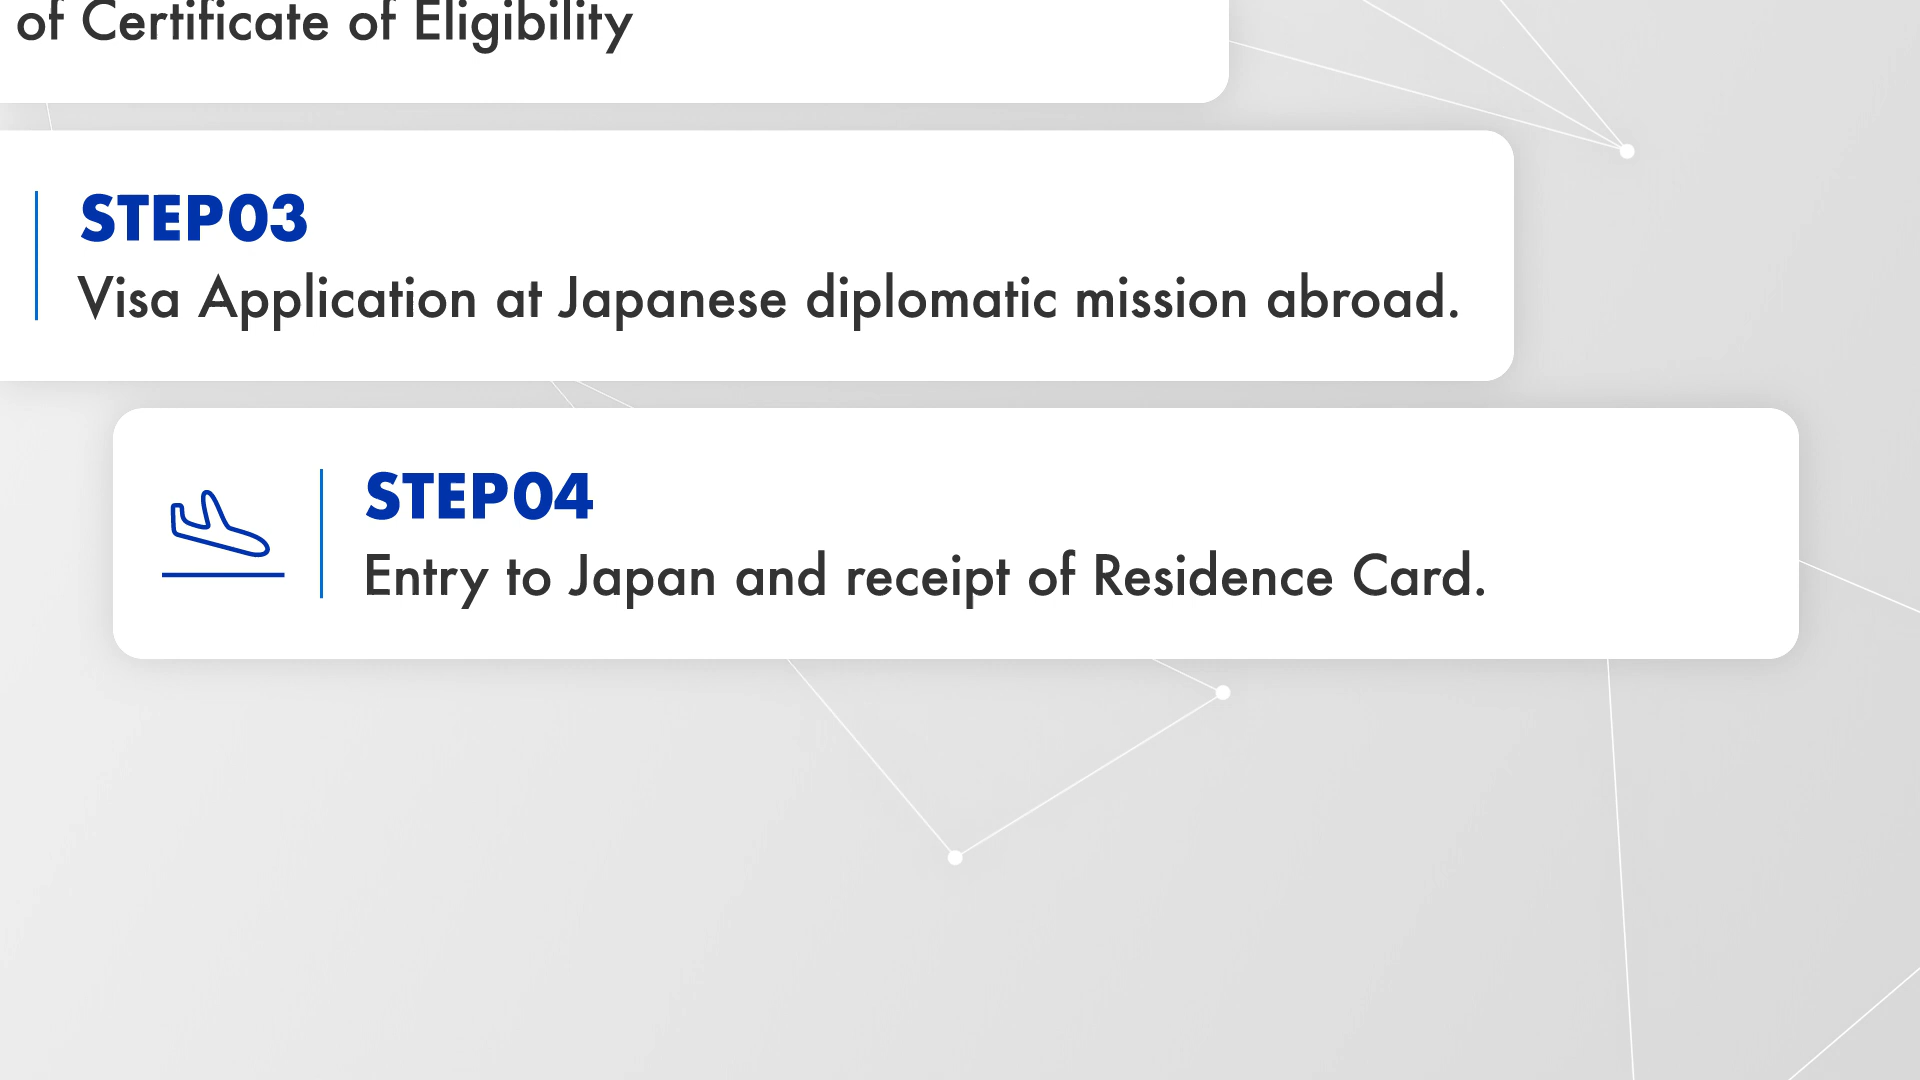 of Certificate of Eligibility
STEP03
Visa Application at Japanese diplomatic mission abroad.
STEP04
Entry to Japan and receipt of Residence Card.